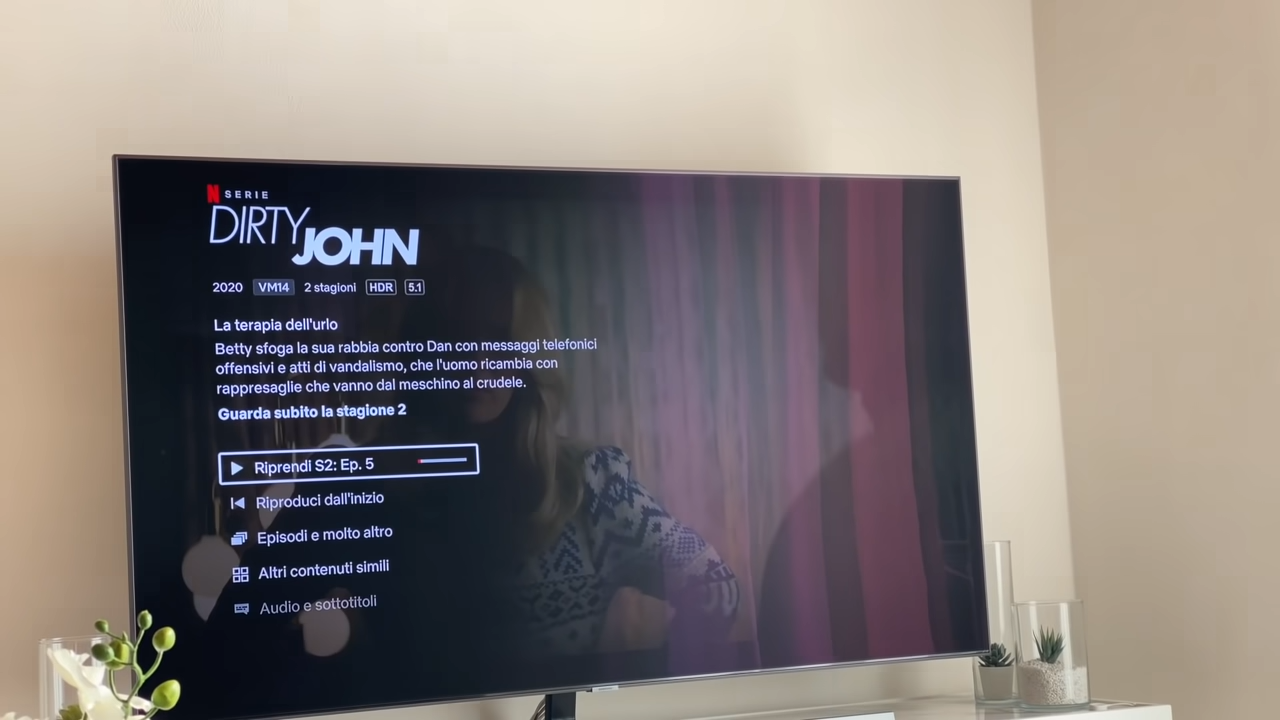 N SERIE
DIRTY JOHN
2020 VM14 2 stagioni HDR 5.1
La terapia dell'urlo
Betty sfoga la sua rabbia contro Dan con messaggi telefonici
offensivi e atti di vandalismo, che l'uomo ricambia con
rappresaglie che vanno dal meschino al crudele.
Guarda subito la stagione 2
Riprendi S2: Ep. 5
Riproduci dall'inizio
Episodi e molto altro
Altri contenuti simili
Audio e sottotitoli